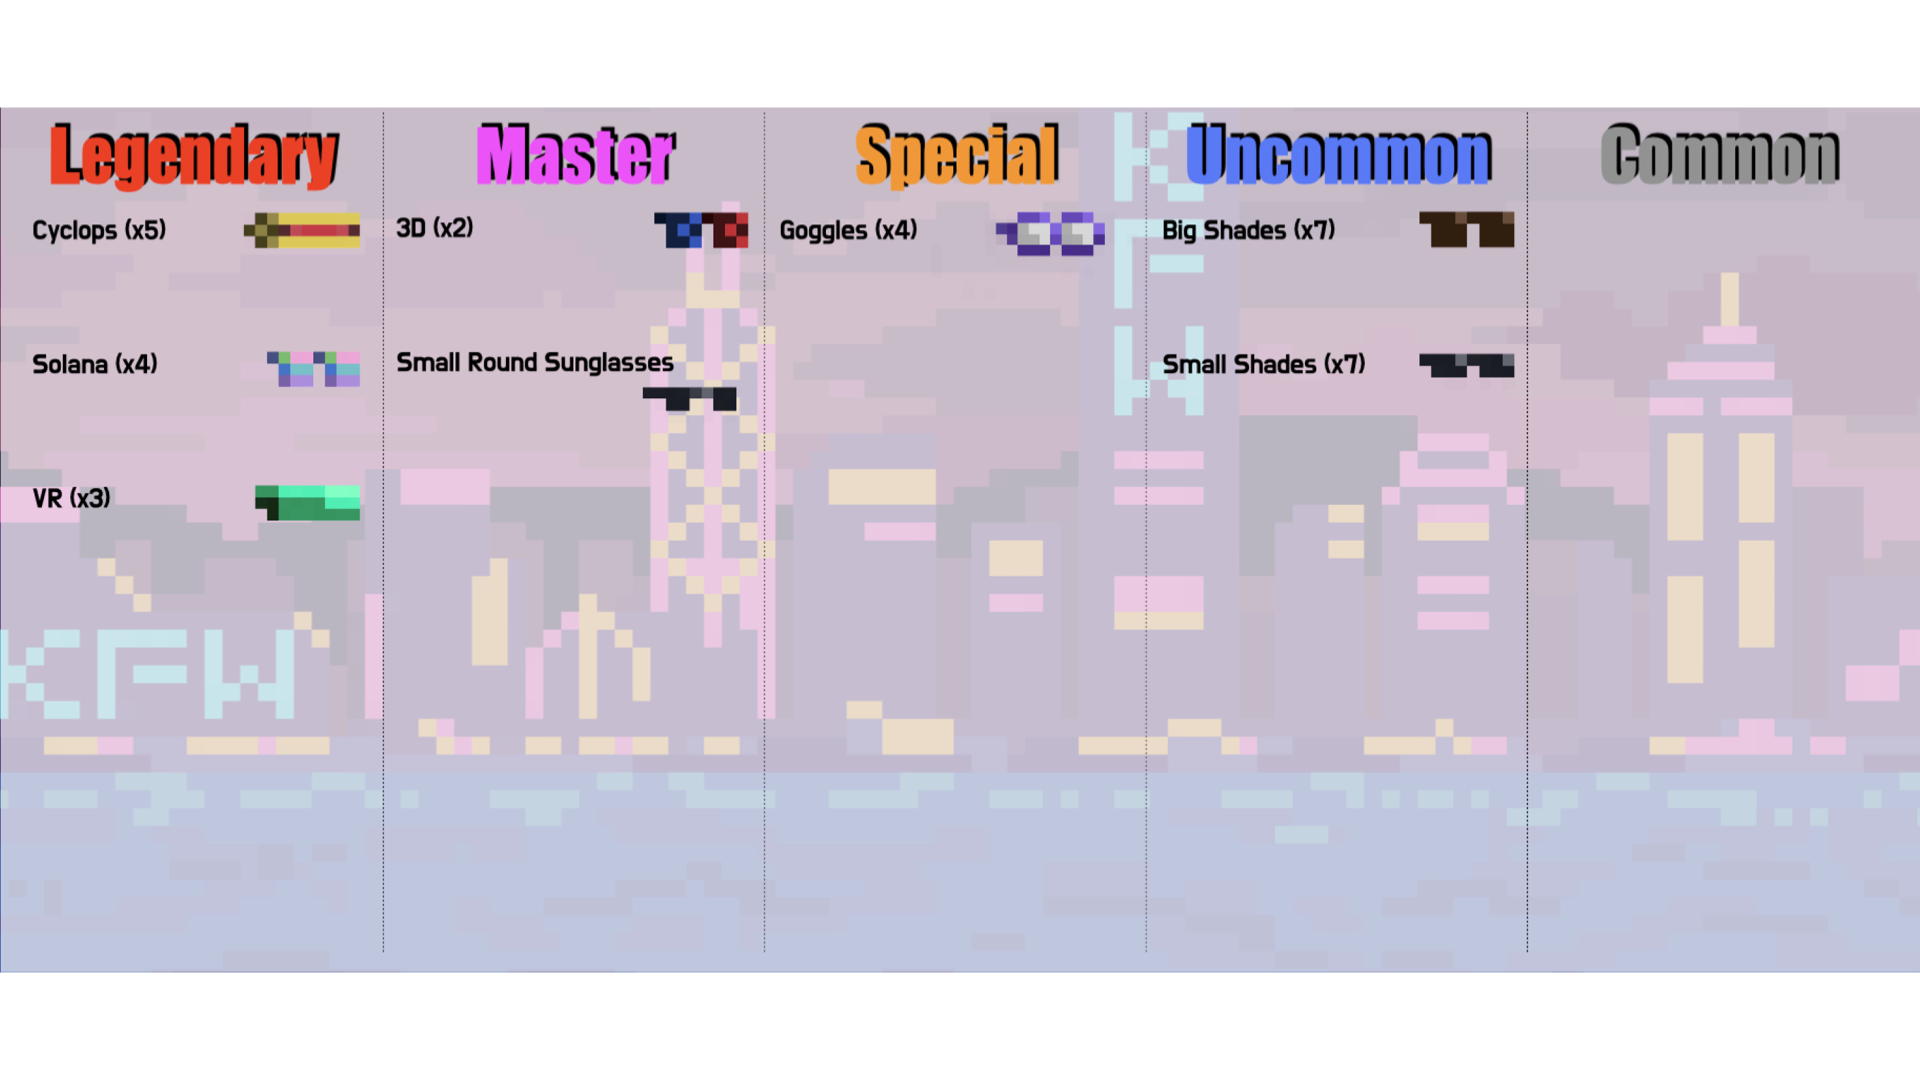 Legendary
Master
Special
Uncommon
Common
Cyclops (x5)
3D (x2)
Goggles (x4)
Big Shades (x7)
Solana (x4)
Small Round Sunglasses
Small Shades (x7)
VR (x3)
KFW
KFW